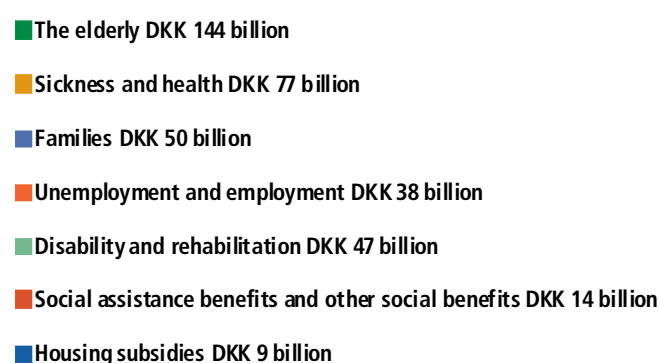 The elderly DKK 144 billion
Sickness and health DKK 77 billion
Families DKK 50 billion
Unemployment and employment DKK 38 billion
Disability and rehabilitation DKK 47 billion
Social assistance benefits and other social benefits DKK 14 billion
Housing subsidies DKK 9 billion